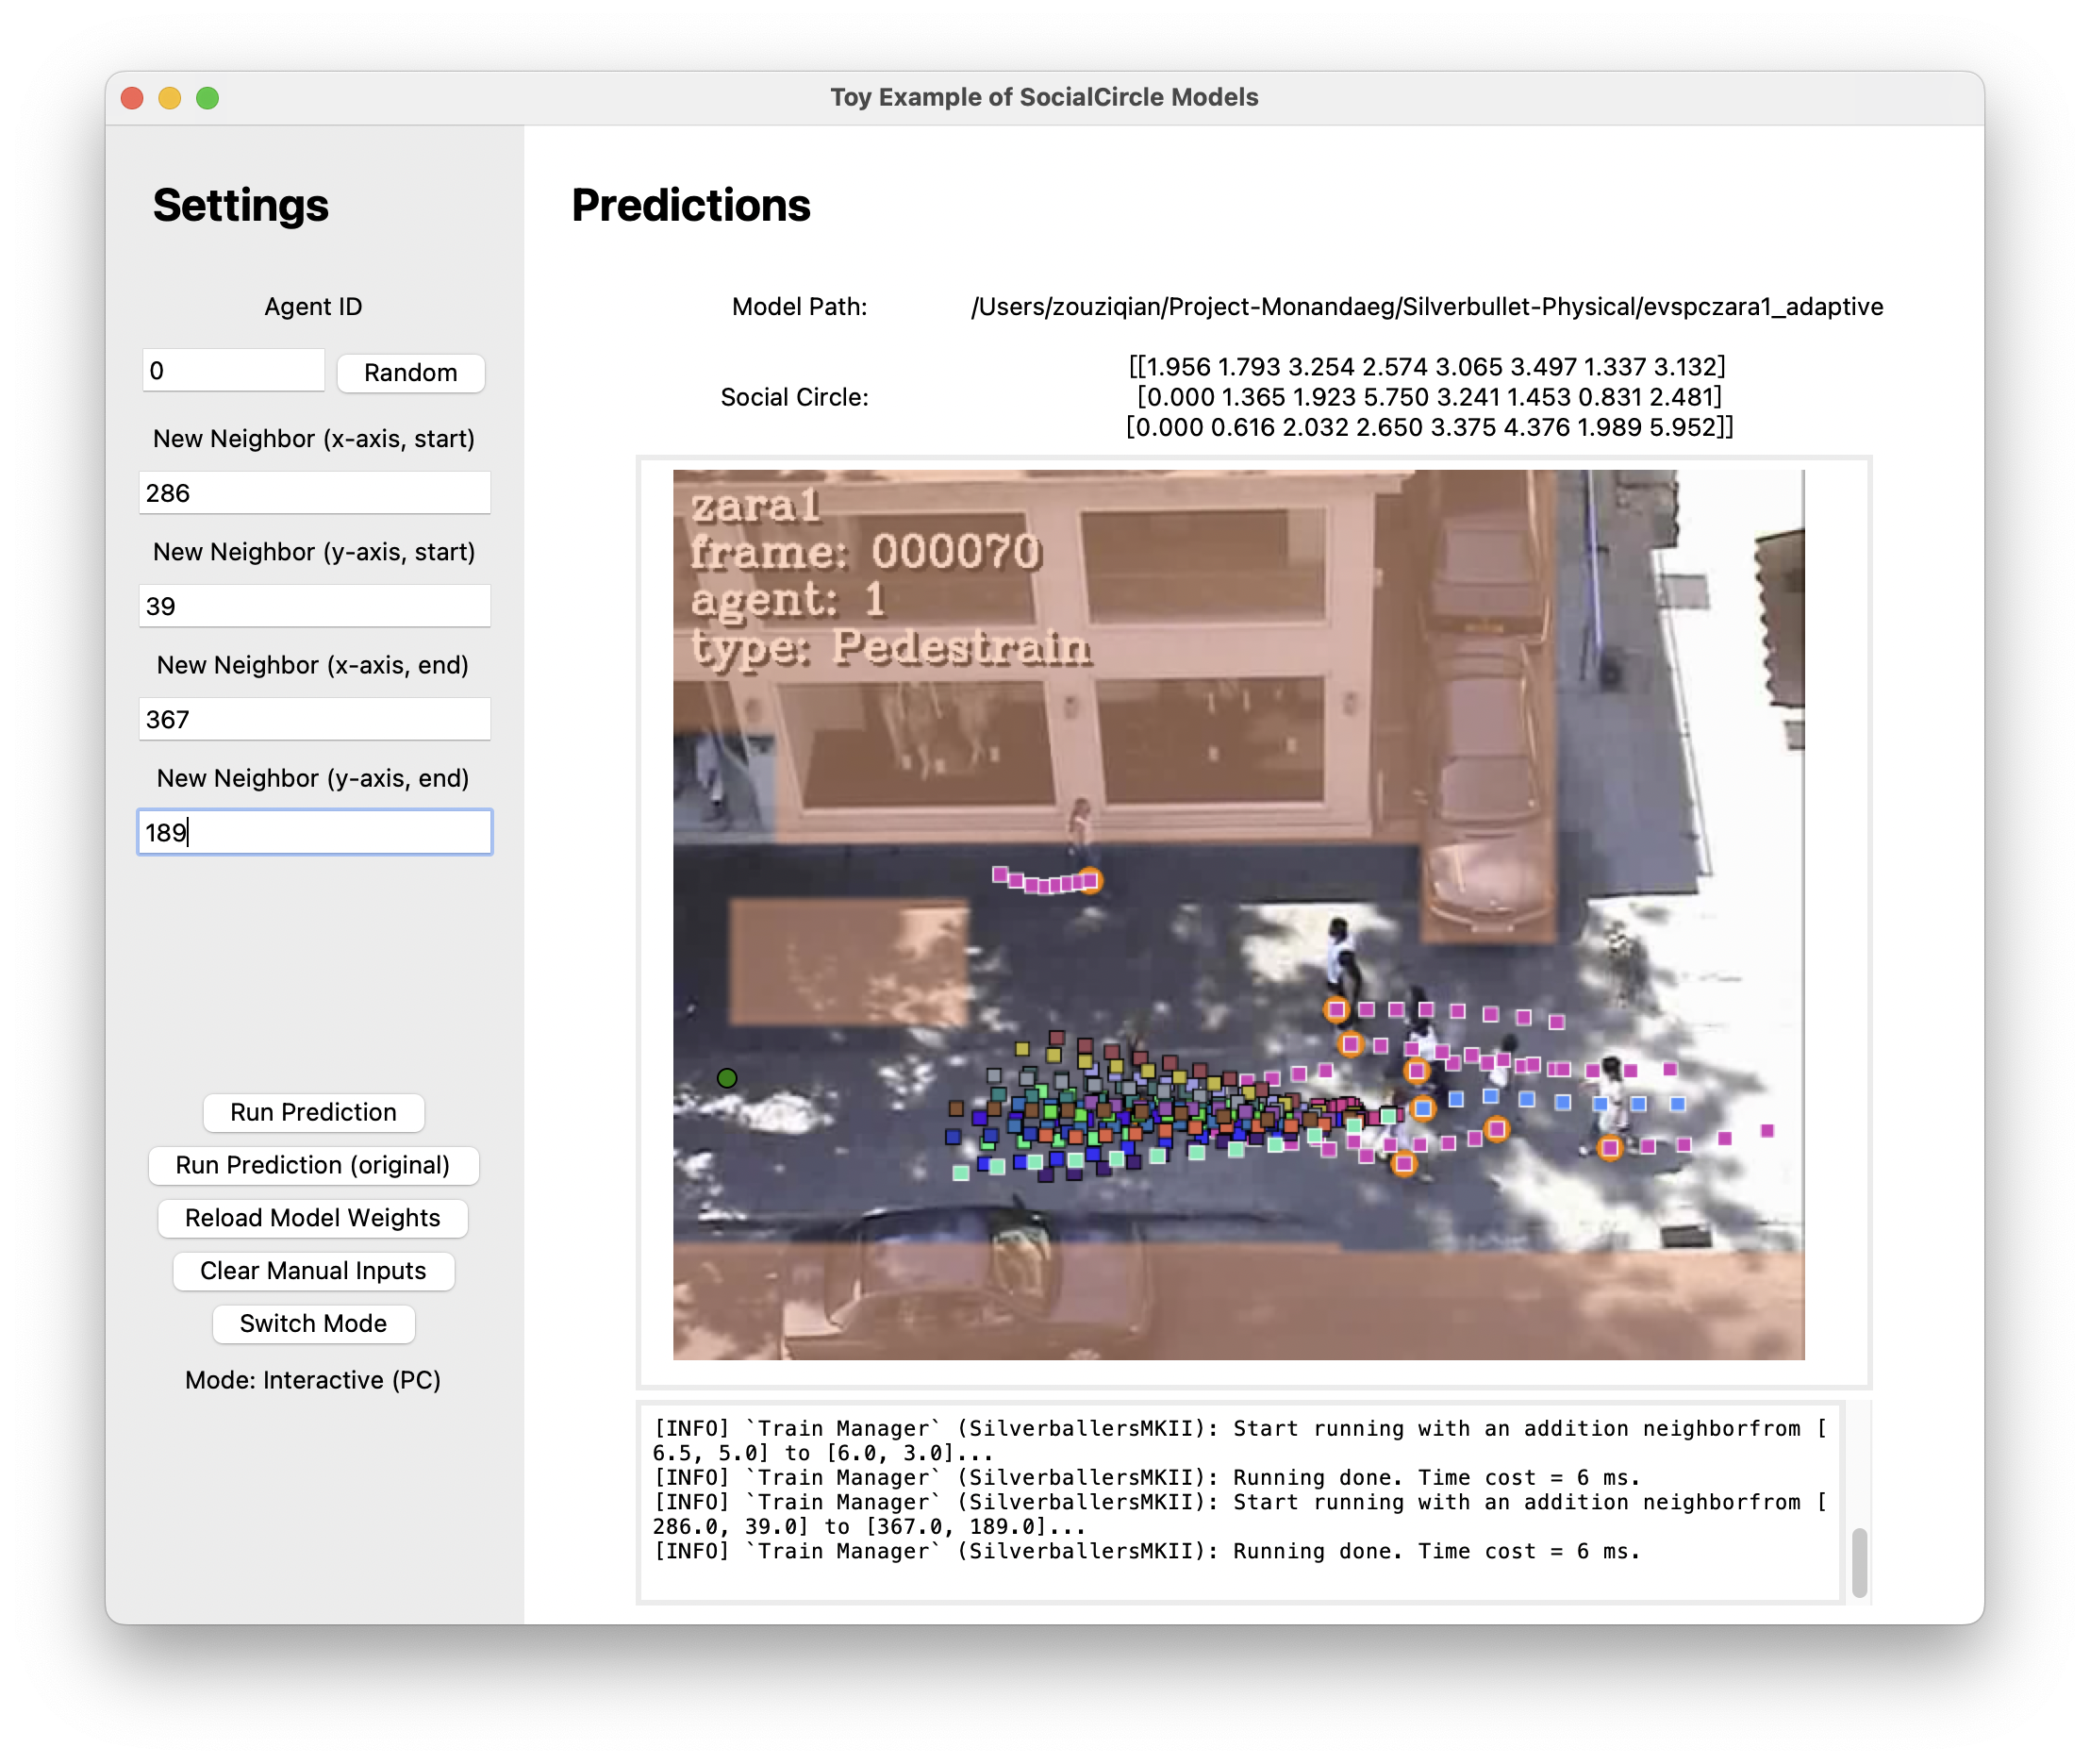 Toy Example of SocialCircle Models
Settings
Agent ID
0
Random
New Neighbor (x-axis, start)
286
New Neighbor (y-axis, start)
39
New Neighbor (x-axis, end)
367
New Neighbor (y-axis, end)
189
Run Prediction
Run Prediction (original)
Reload Model Weights
Clear Manual Inputs
Switch Mode
Mode: Interactive (PC)
Predictions
Model Path: /Users/zouziqian/Project-Monandaeg/Silverbullet-Physical/evspczara1_adaptive
Social Circle:
[[1.956 1.793 3.254 2.574 3.065 3.497 1.337 3.132]
[0.000 1.365 1.923 5.750 3.241 1.453 0.831 2.481]
[0.000 0.616 2.032 2.650 3.375 4.376 1.989 5.952]]
zara1
frame: 000070
agent: 1
type: Pedestrain
[INFO] `Train Manager` (SilverballersMKII): Start running with an addition neighborfrom [
6.5, 5.0] to [6.0, 3.0]...
[INFO] `Train Manager` (SilverballersMKII): Running done. Time cost = 6 ms.
[INFO] `Train Manager` (SilverballersMKII): Start running with an addition neighborfrom [
286.0, 39.0] to [367.0, 189.0]...
[INFO] `Train Manager` (SilverballersMKII): Running done. Time cost = 6 ms.